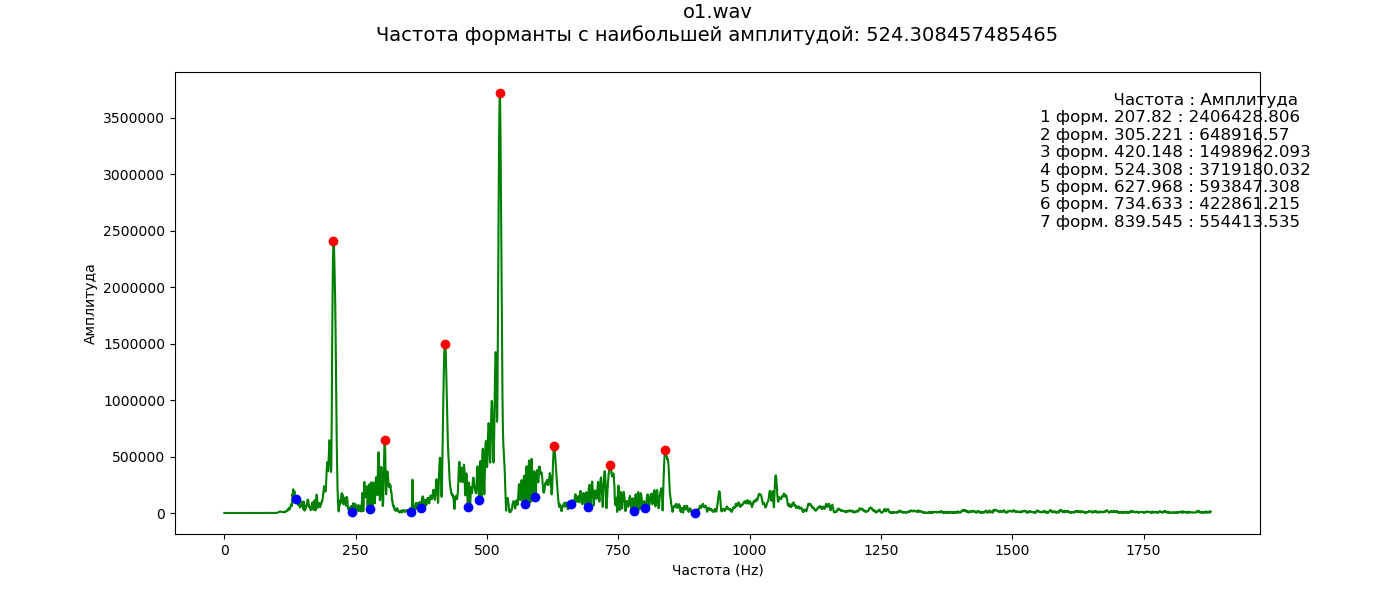 o1.wav
Частота форманты с наибольшей амплитудой: 524.308457485465
Частота : Амплитуда
1 форм. 207.82 : 2406428.806
2 форм. 305.221 : 648916.57
3 форм. 420.148 : 1498962.093
4 форм. 524.308 : 3719180.032
5 форм. 627.968 : 593847.308
6 форм. 734.633 : 422861.215
7 форм. 839.545 : 554413.535
3500000
3000000
2500000
2000000
1500000
1000000
500000
0
Амплитуда
0 250 500 750 1000 1250 1500 1750
Частота (Hz)